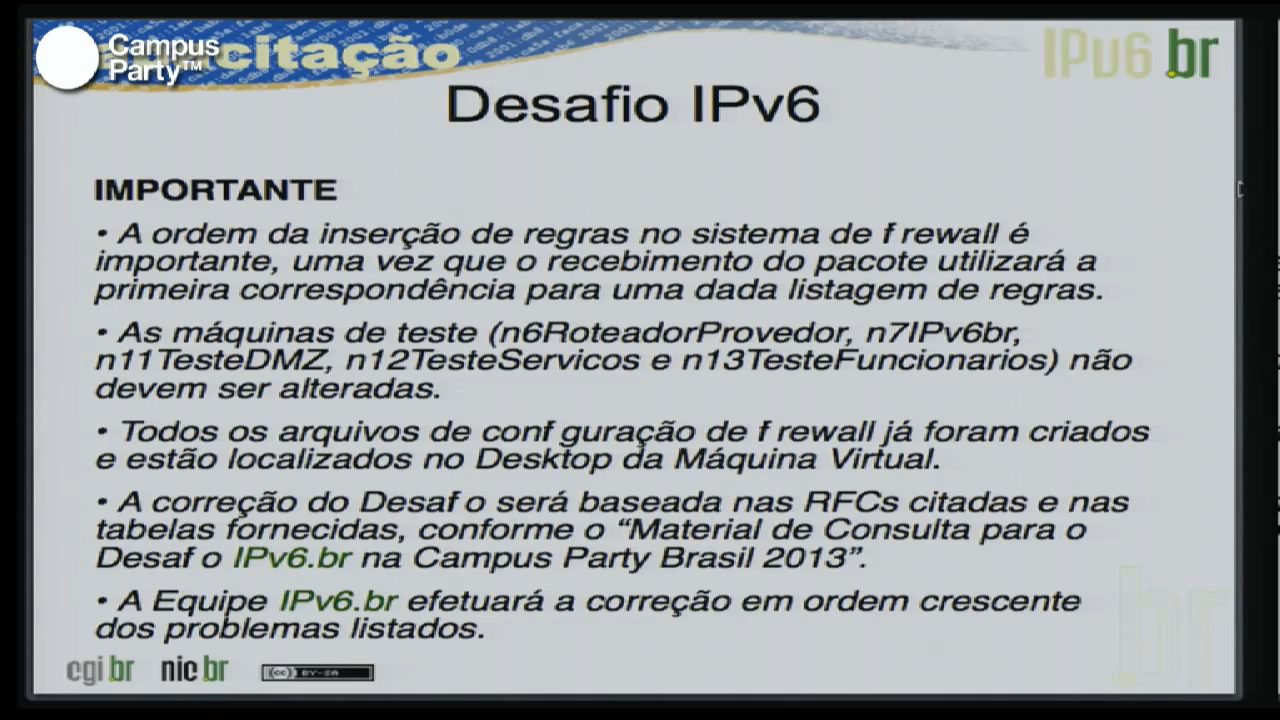 Campus
Party™
citação
IPv6.br
Desafio IPv6
IMPORTANTE
• A ordem da inserção de regras no sistema de f rewall é
importante, uma vez que o recebimento do pacote utilizará a
primeira correspondência para uma dada listagem de regras.
• As máquinas de teste (n6RoteadorProvedor, n7IPv6br,
n11TesteDMZ, n12TesteServicos e n13TesteFuncionarios) não
devem ser alteradas.
• Todos os arquivos de conf guração de f rewall já foram criados
e estão localizados no Desktop da Máquina Virtual.
• A correção do Desaf o será baseada nas RFCs citadas e nas
tabelas fornecidas, conforme o “Material de Consulta para o
Desaf o IPv6.br na Campus Party Brasil 2013”.
• A Equipe IPv6.br efetuará a correção em ordem crescente
dos problemas listados.
cgi.br nic.br (cc) BY-SA
br